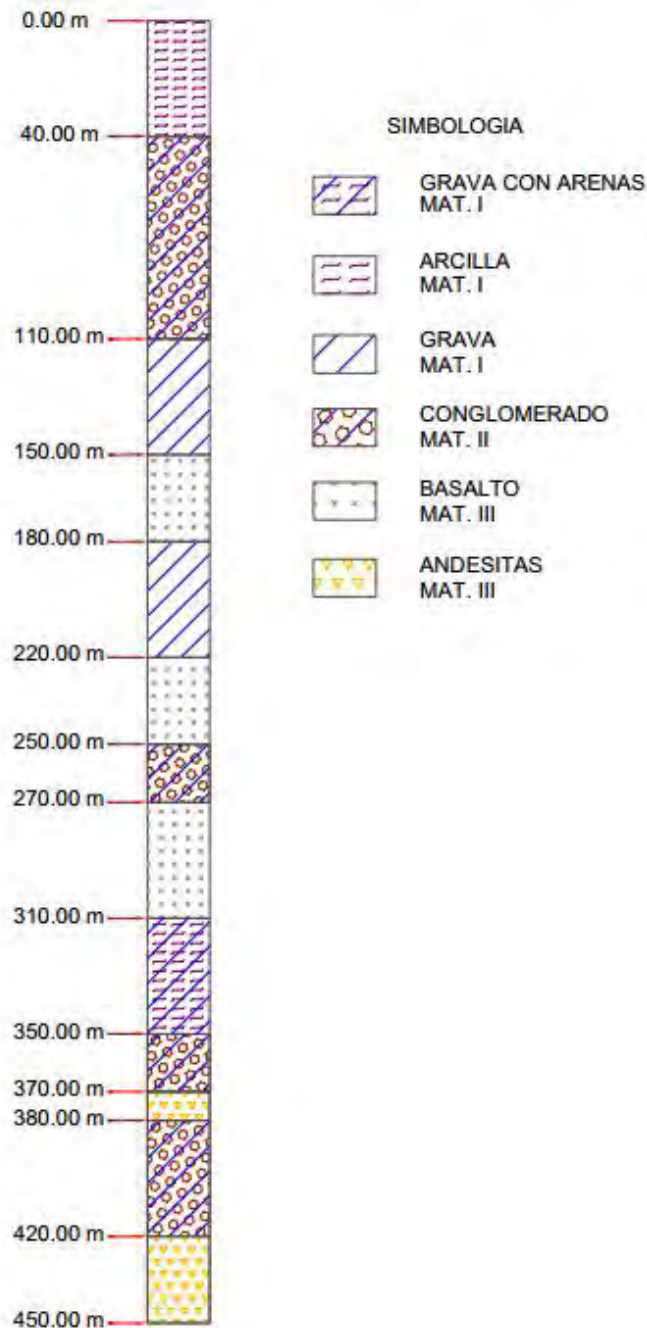 0.00 m
40.00 m
110.00 m
150.00 m
180.00 m
220.00 m
250.00 m
270.00 m
310.00 m
350.00 m
370.00 m
380.00 m
420.00 m
450.00 m
SIMBOLOGIA
GRAVA CON ARENAS
MAT. I
ARCILLA
MAT. I
GRAVA
MAT. I
CONGLOMERADO
MAT. II
BASALTO
MAT. III
ANDESITAS
MAT. III